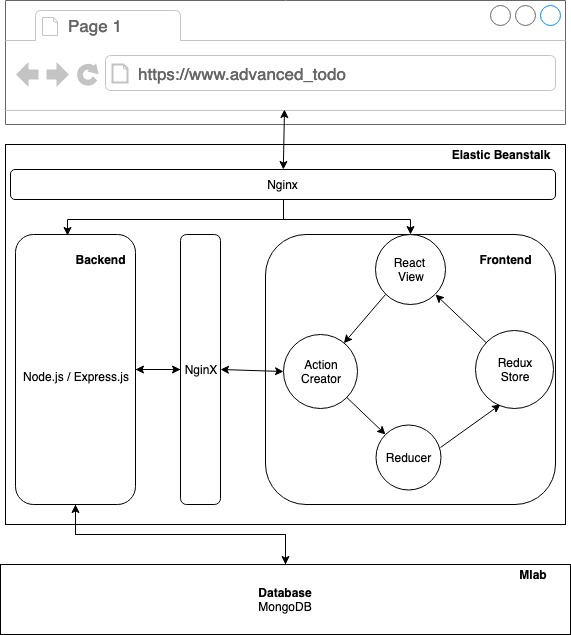 Page 1
https://www.advanced_todo
Elastic Beanstalk
Nginx
Backend
Frontend
React
View
Node.js / Express.js
NginX
Action
Creator
Redux
Store
Reducer
Mlab
Database
MongoDB